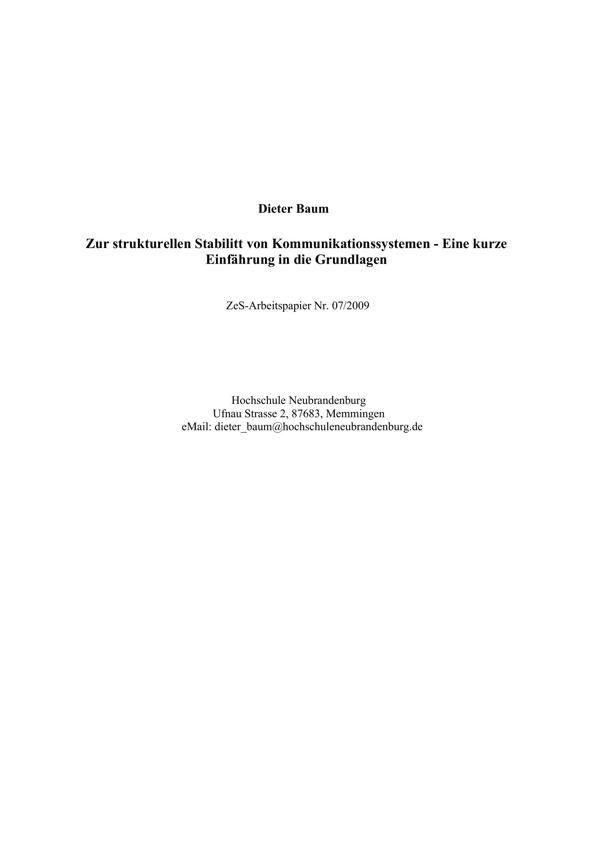 Dieter Baum
Zur strukturellen Stabilitt von Kommunikationssystemen - Eine kurze
Einfährung in die Grundlagen
ZeS-Arbeitspapier Nr. 07/2009
Hochschule Neubrandenburg
Ufnau Strasse 2, 87683, Memmingen
eMail: dieter_baum@hochschuleneubrandenburg.de